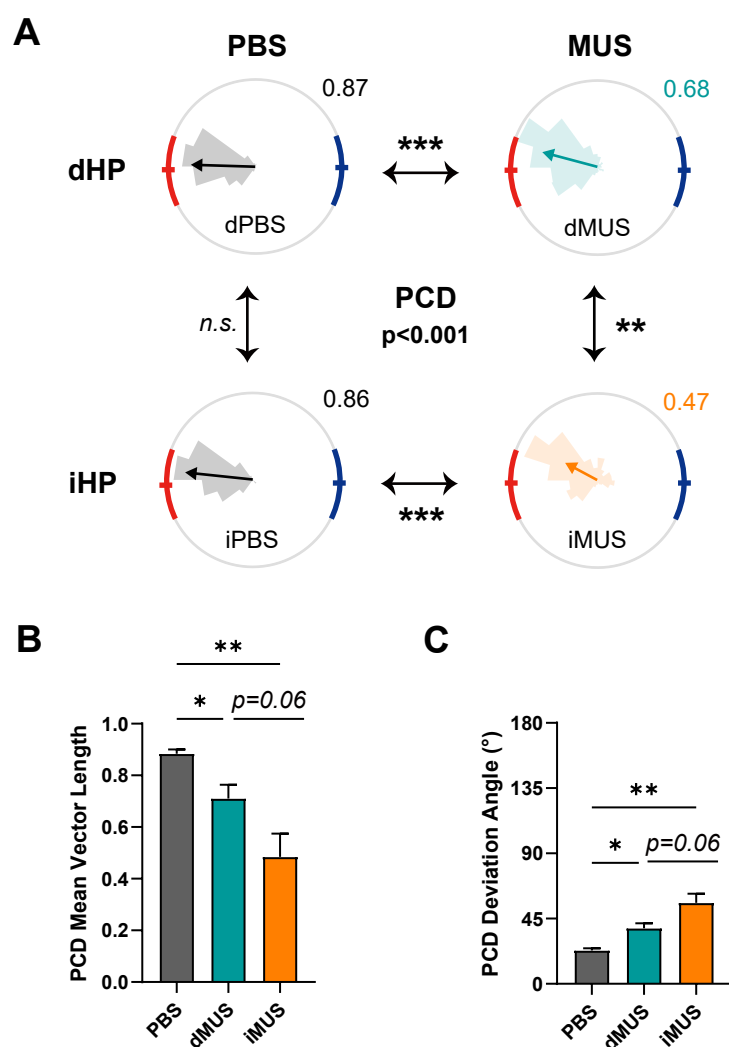 A
PBS
MUS
0.87
0.68
dHP
***
dPBS
dMUS
n.s.
PCD
p<0.001
**
0.86
0.47
iHP
***
iPBS
iMUS
B
**
*
p=0.06
PCD Mean Vector Length
1.0
0.8
0.6
0.4
0.2
0.0
PBS
dMUS
iMUS
C
**
*
p=0.06
PCD Deviation Angle (°)
180
135
90
45
0
PBS
dMUS
iMUS